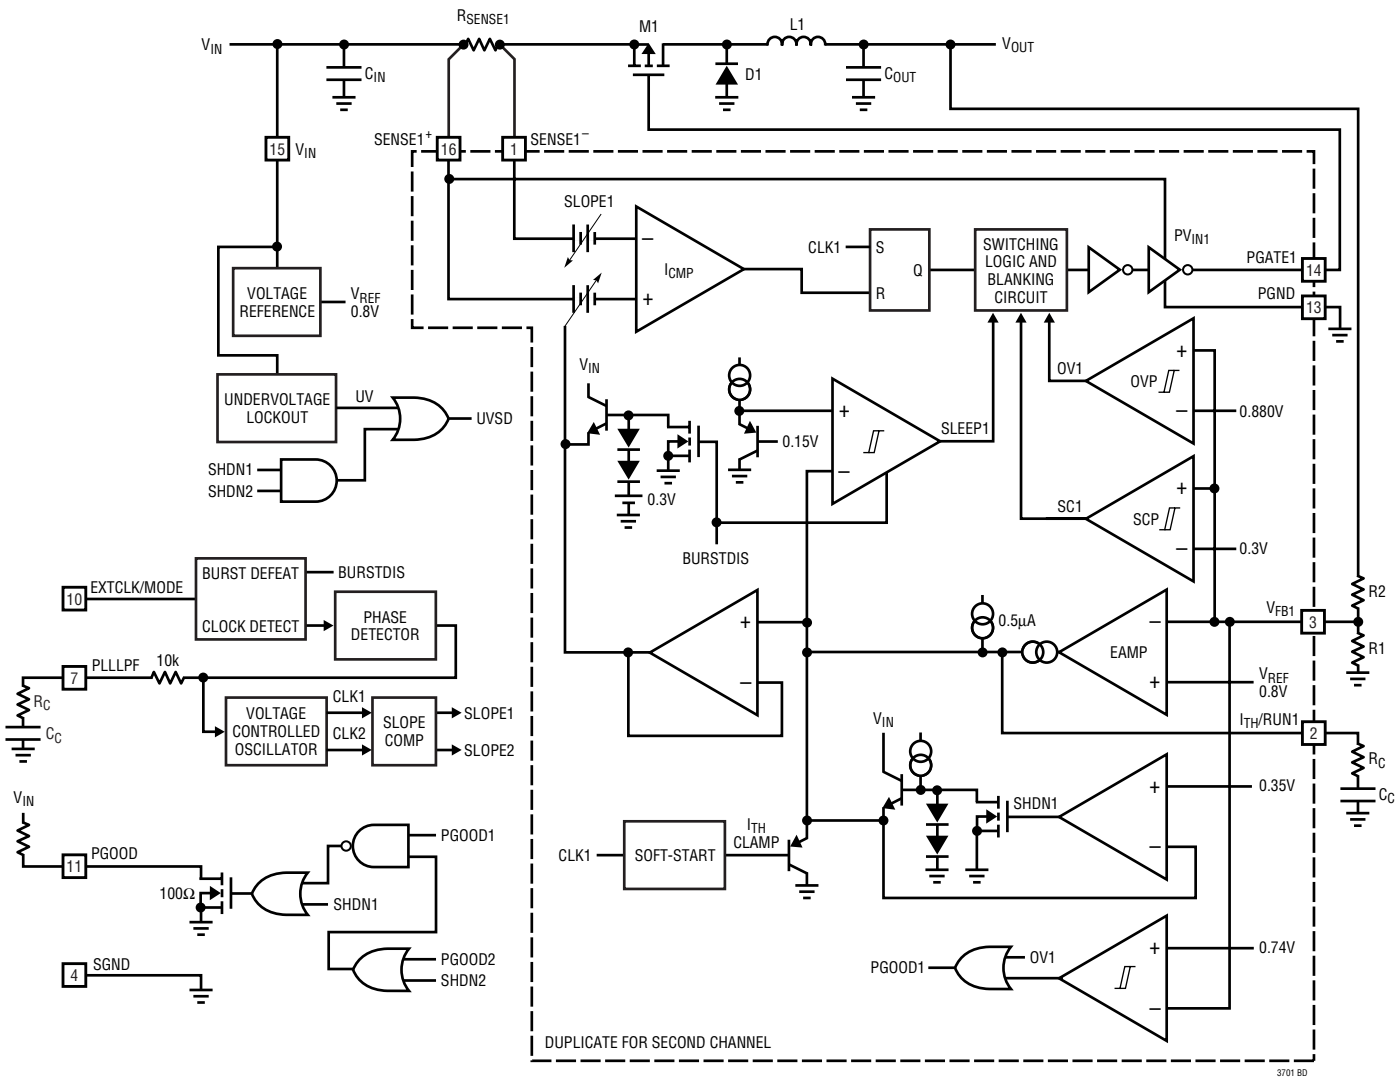 RSENSE1
M1
L1
VIN
VOUT
CIN
D1
COUT
SENSE1+
SENSE1–
15
VIN
16
1
SLOPE1
PVIN1
CLK1
S
SWITCHING
LOGIC AND
BLANKING
CIRCUIT
–
ICMP
+
Q
R
PGATE1
14
PGND
13
VOLTAGE
REFERENCE
VREF
0.8V
UNDERVOLTAGE
LOCKOUT
UV
UVSD
SHDN1
SHDN2
VIN
0.3V
0.15V
+
–
SLEEP1
BURSTDIS
OV1
+
OVP
–
0.880V
SC1
+
SCP
–
0.3V
10
EXTCLK/MODE
BURST DEFEAT
CLOCK DETECT
BURSTDIS
PHASE
DETECTOR
7
PLLLPF
10k
RC
CC
VOLTAGE
CONTROLLED
OSCILLATOR
CLK1
CLK2
SLOPE
COMP
SLOPE1
SLOPE2
+
–
0.5μA
–
EAMP
+
VFB1
3
R2
R1
VREF
0.8V
ITH/RUN1
2
RC
CC
VIN
SHDN1
+
–
0.35V
CLK1
SOFT-START
ITH
CLAMP
VIN
11
PGOOD
100Ω
PGOOD1
SHDN1
PGOOD2
SHDN2
4
SGND
PGOOD1
OV1
+
–
0.74V
DUPLICATE FOR SECOND CHANNEL
3701 BD